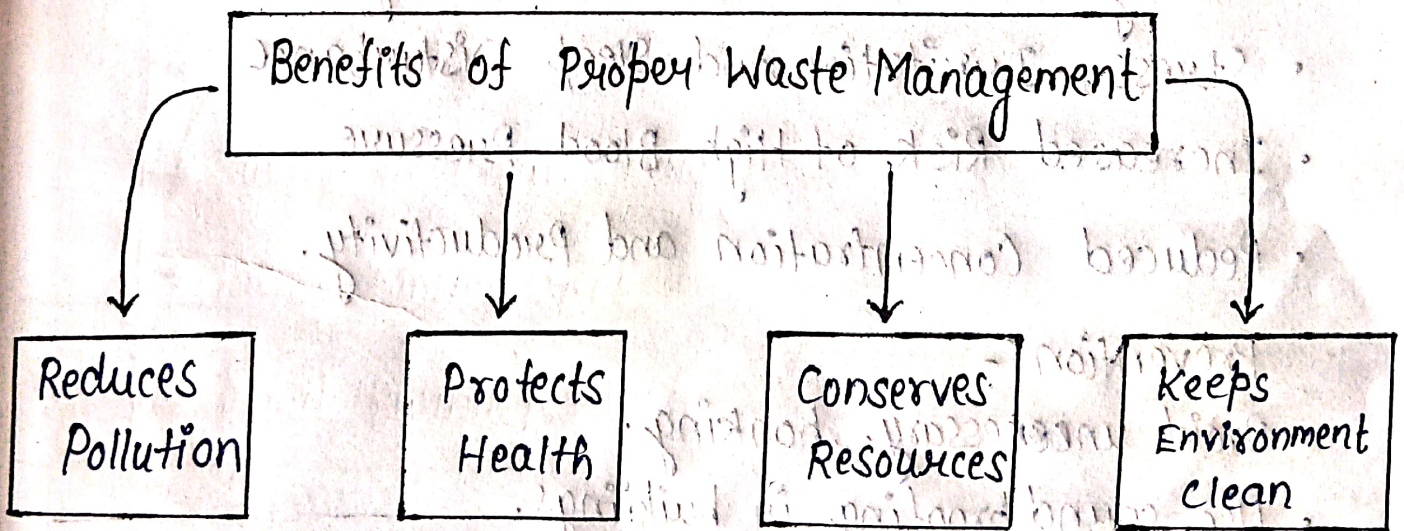 Benefits of Proper Waste Management
Reduces
Pollution
Protects
Health
Conserves
Resources
Keeps
Environment
clean